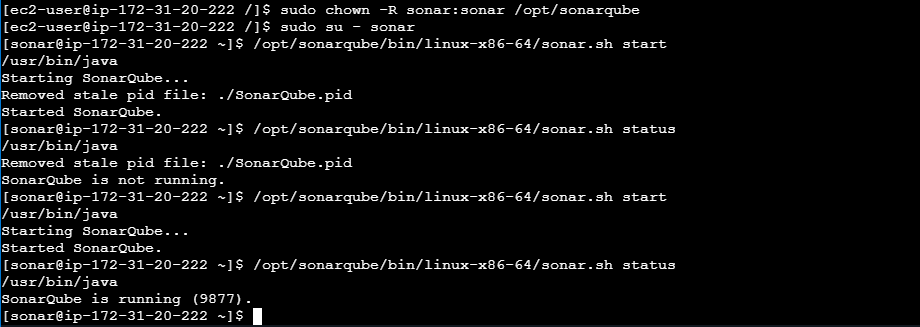 [ec2-user@ip-172-31-20-222 /]$ sudo chown -R sonar:sonar /opt/sonarqube
[ec2-user@ip-172-31-20-222 /]$ sudo su - sonar
[sonar@ip-172-31-20-222 ~]$ /opt/sonarqube/bin/linux-x86-64/sonar.sh start
/usr/bin/java
Starting SonarQube...
Removed stale pid file: ./SonarQube.pid
Started SonarQube.
[sonar@ip-172-31-20-222 ~]$ /opt/sonarqube/bin/linux-x86-64/sonar.sh status
/usr/bin/java
Removed stale pid file: ./SonarQube.pid
SonarQube is not running.
[sonar@ip-172-31-20-222 ~]$ /opt/sonarqube/bin/linux-x86-64/sonar.sh start
/usr/bin/java
Starting SonarQube...
Started SonarQube.
[sonar@ip-172-31-20-222 ~]$ /opt/sonarqube/bin/linux-x86-64/sonar.sh status
/usr/bin/java
SonarQube is running (9877).
[sonar@ip-172-31-20-222 ~]$